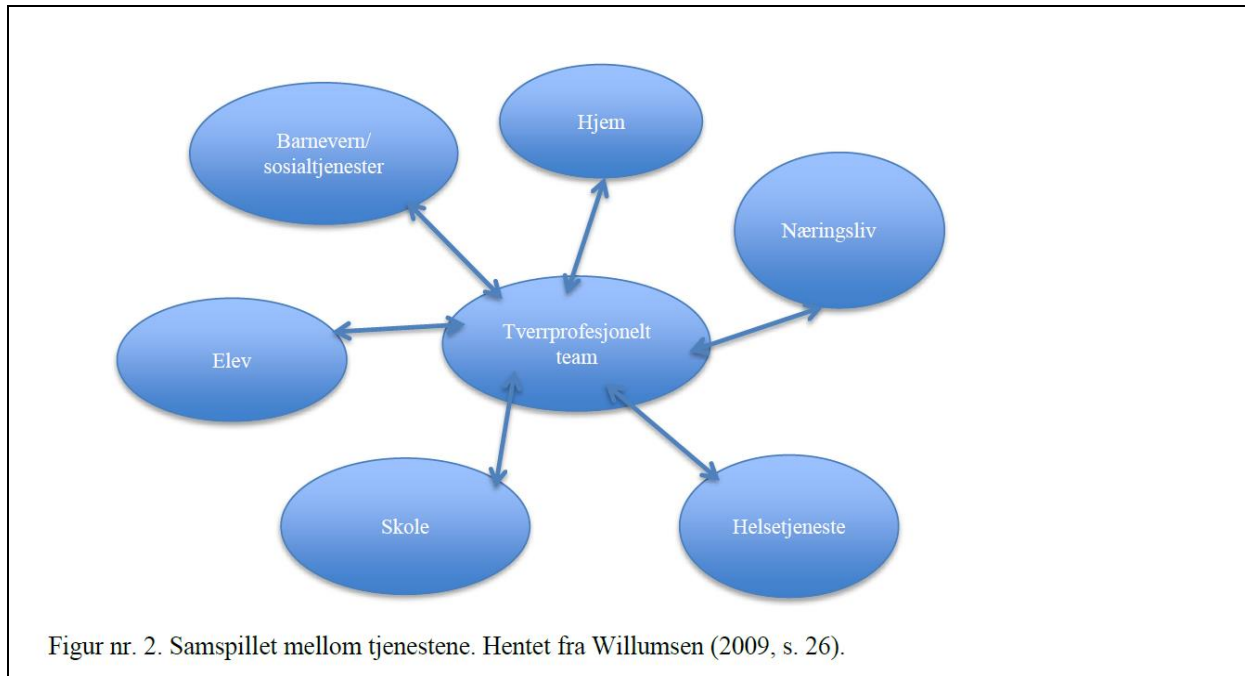 Barnevern/
sosialtjenester
Hjem
Næringsliv
Elev
Tverrprofesjonelt
team
Skole
Helsetjeneste
Figur nr. 2. Samspillet mellom tjenestene. Hentet fra Willumsen (2009, s. 26).